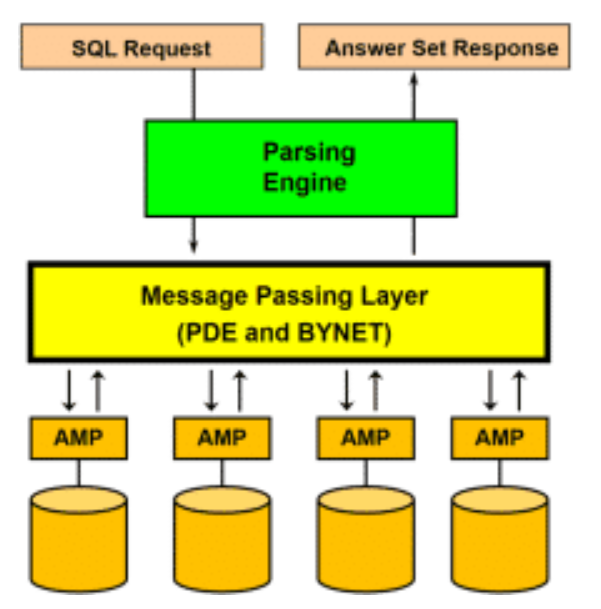 SQL Request
Answer Set Response
Parsing
Engine
Message Passing Layer
(PDE and BYNET)
AMP
AMP
AMP
AMP